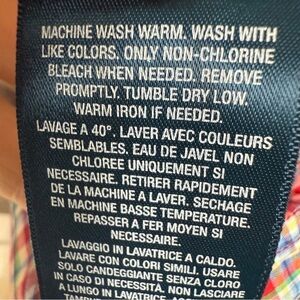 MACHINE WASH WARM. WASH WITH
LIKE COLORS. ONLY NON-CHLORINE
BLEACH WHEN NEEDED. REMOVE
PROMPTLY. TUMBLE DRY LOW.
WARM IRON IF NEEDED.
LAVAGE A 40°. LAVER AVEC COULEURS
SEMBLABLES. EAU DE JAVEL NON
CHLOREE UNIQUEMENT SI
NECESSAIRE. RETIRER RAPIDEMENT
DE LA MACHINE A LAVER. SECHAGE
EN MACHINE BASSE TEMPERATURE.
REPASSER A FER MOYEN SI
NECESSAIRE.
LAVAGGIO IN LAVATRICE A CALDO.
LAVARE CON COLORI SIMILI. USARE
SOLO CANDEGGIANTE SENZA CLORO
IN CASO DI NECESSITÀ. NON LASCIARE
A LUNGO IN LAVATRICE.